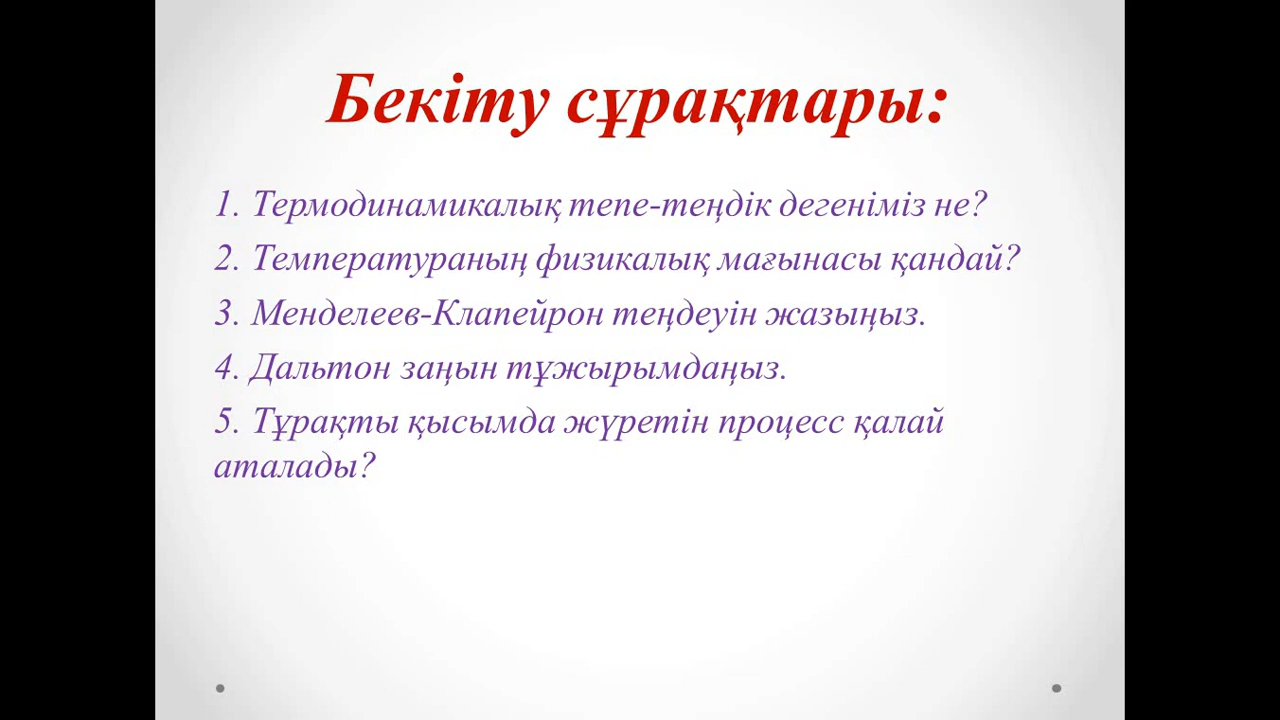 Бекіту сұрақтары:
1. Термодинамикалық тепе-теңдік дегеніміз не?
2. Температураның физикалық мағынасы қандай?
3. Менделеев-Клапейрон теңдеуін жазыңыз.
4. Дальтон заңын тұжырымдаңыз.
5. Тұрақты қысымда жүретін процесс қалай
аталады?